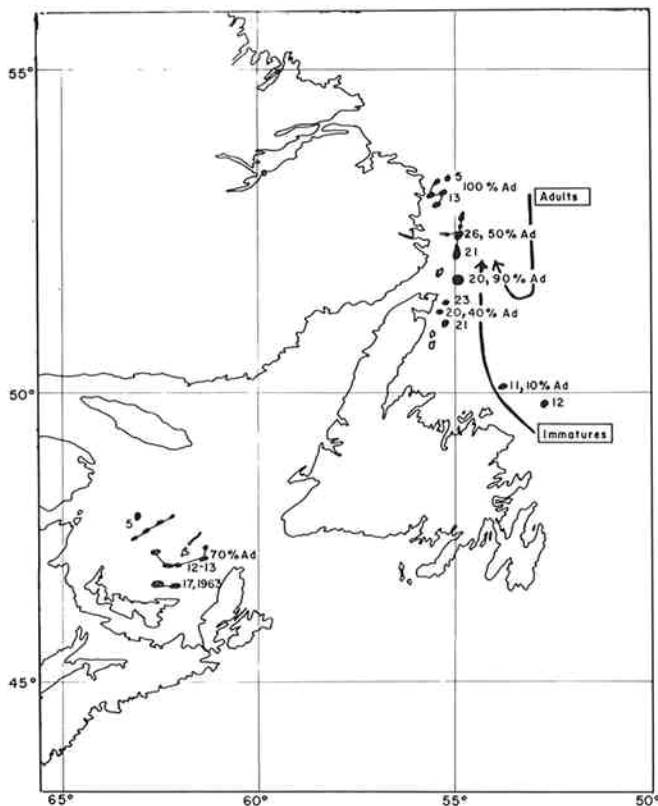 55°
5
100% Ad
13
Adults
26, 50% Ad
21
20, 90% Ad
23
20, 40% Ad
21
50°
11, 10% Ad
12
Immatures
5
70% Ad
12-13
17, 1963
45°
65° 60° 55° 50°